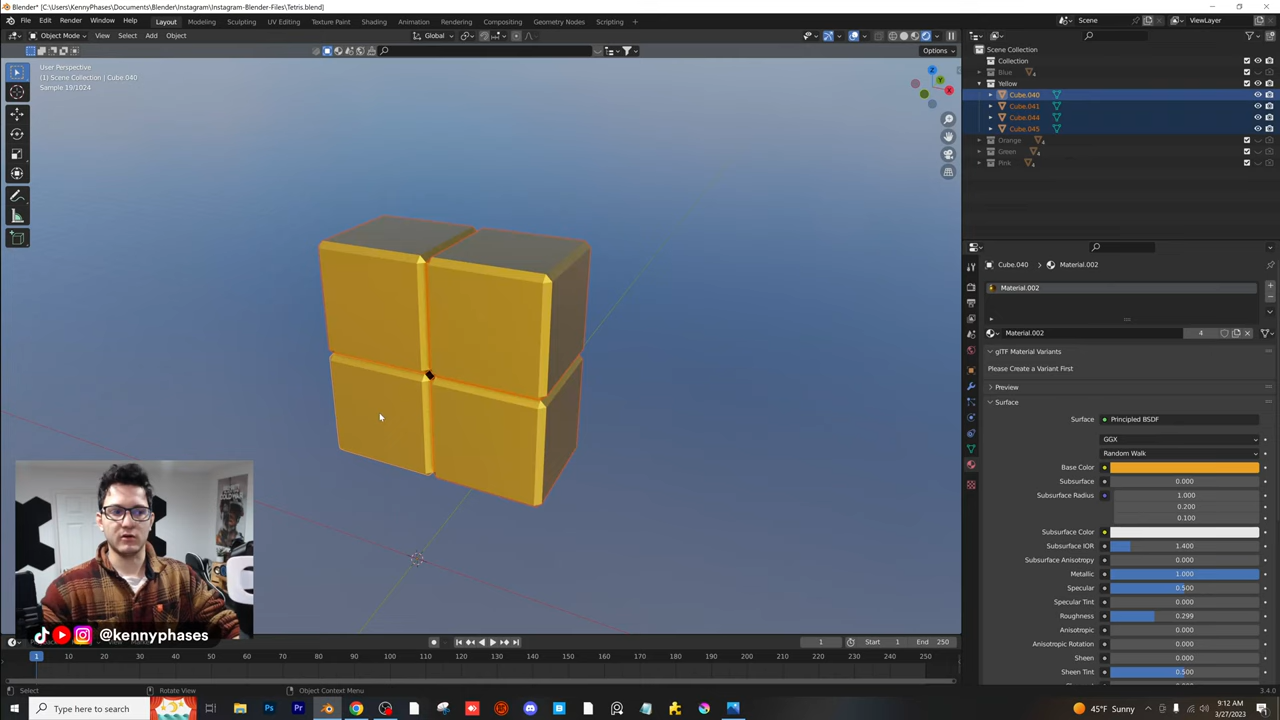 Blender* [C:\Users\KennyPhases\Documents\Blender\Instagram\Instagram-Blender-Files\Tetris.blend]
File Edit Render Window Help Layout Modeling Sculpting UV Editing Texture Paint Shading Animation Rendering Compositing Geometry Nodes Scripting + Scene ViewLayer
Object Mode View Select Add Object Global
Options
User Perspective
(1) Scene Collection | Cube.040
Sample 19/1024
Z
Y
X
Scene Collection
Collection
Blue 4
Yellow
Cube.040
Cube.041
Cube.044
Cube.045
Orange 4
Green 4
Pink 4
Cube.040 Material.002
Material.002
Material.002 4
glTF Material Variants
Please Create a Variant First
Preview
Surface
Surface Principled BSDF
GGX
Random Walk
Base Color
Subsurface 0.000
Subsurface Radius 1.000
0.200
0.100
Subsurface Color
Subsurface IOR 1.400
Subsurface Anisotropy 0.000
Metallic 1.000
Specular 0.500
Specular Tint 0.000
Roughness 0.299
Anisotropic 0.000
Anisotropic Rotation 0.000
Sheen 0.000
Sheen Tint 0.500
@kennyphases
1 Start 1 End 250
1 10 20 30 40 50 60 70 80 90 100 110 120 130 140 150 160 170 180 190 200 210 220 230 240 250
Select Rotate View Object Context Menu 3.4.0
Type here to search
45°F Sunny
9:12 AM
3/27/2023